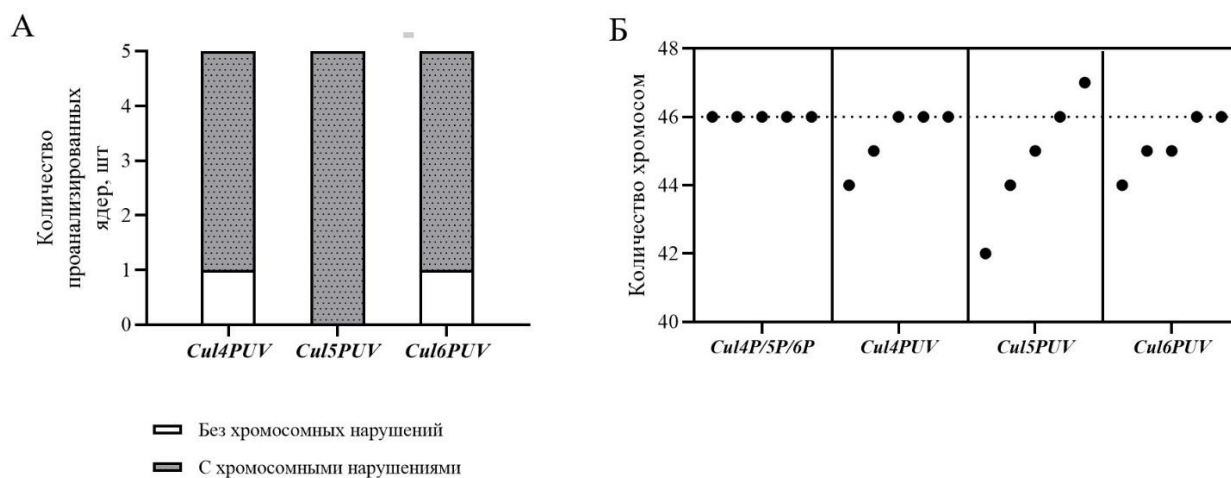 А
Количество
проанализированных
ядер, шт
5
4
3
2
1
0
Cul4PUV Cul5PUV Cul6PUV
Без хромосомных нарушений
С хромосомными нарушениями
Б
Количество хромосом
48
46
44
42
40
Cul4P/5P/6P Cul4PUV Cul5PUV Cul6PUV